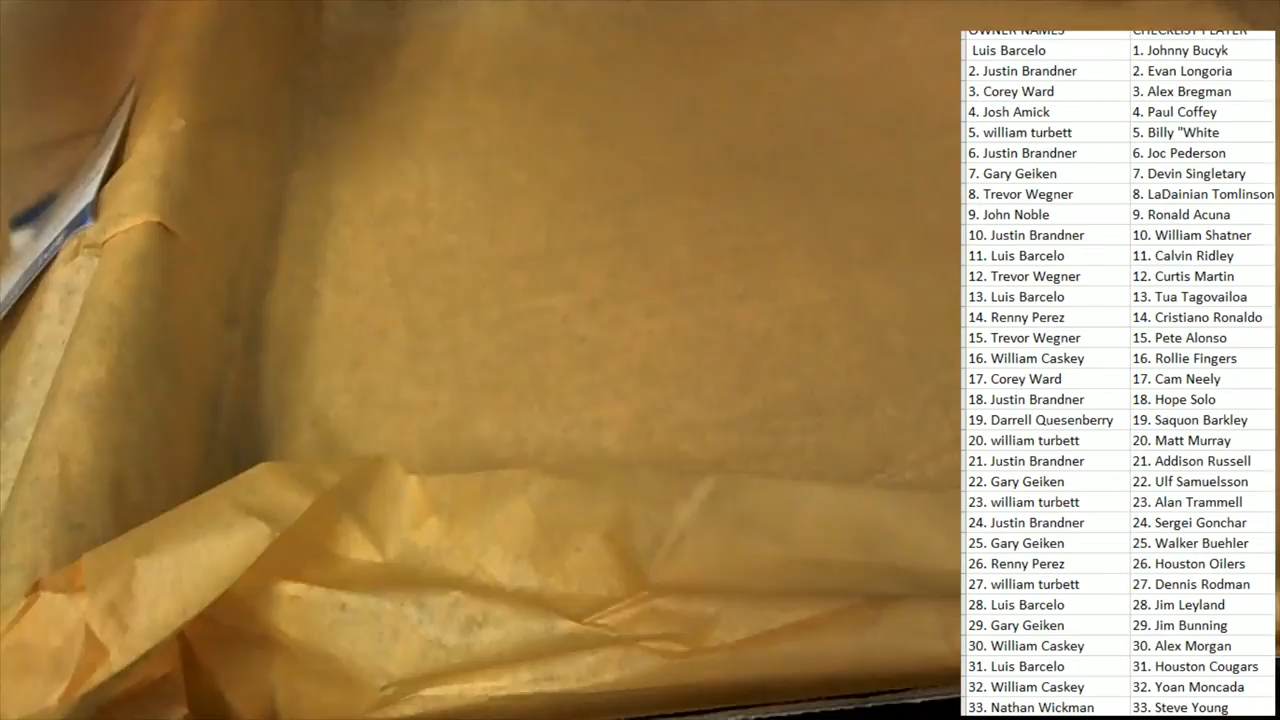 OWNER NAMES CHECKLIST PLAYER
Luis Barcelo 1. Johnny Bucyk
2. Justin Brandner 2. Evan Longoria
3. Corey Ward 3. Alex Bregman
4. Josh Amick 4. Paul Coffey
5. william turbett 5. Billy "White
6. Justin Brandner 6. Joc Pederson
7. Gary Geiken 7. Devin Singletary
8. Trevor Wegner 8. LaDainian Tomlinson
9. John Noble 9. Ronald Acuna
10. Justin Brandner 10. William Shatner
11. Luis Barcelo 11. Calvin Ridley
12. Trevor Wegner 12. Curtis Martin
13. Luis Barcelo 13. Tua Tagovailoa
14. Renny Perez 14. Cristiano Ronaldo
15. Trevor Wegner 15. Pete Alonso
16. William Caskey 16. Rollie Fingers
17. Corey Ward 17. Cam Neely
18. Justin Brandner 18. Hope Solo
19. Darrell Quesenberry 19. Saquon Barkley
20. william turbett 20. Matt Murray
21. Justin Brandner 21. Addison Russell
22. Gary Geiken 22. Ulf Samuelsson
23. william turbett 23. Alan Trammell
24. Justin Brandner 24. Sergei Gonchar
25. Gary Geiken 25. Walker Buehler
26. Renny Perez 26. Houston Oilers
27. william turbett 27. Dennis Rodman
28. Luis Barcelo 28. Jim Leyland
29. Gary Geiken 29. Jim Bunning
30. William Caskey 30. Alex Morgan
31. Luis Barcelo 31. Houston Cougars
32. William Caskey 32. Yoan Moncada
33. Nathan Wickman 33. Steve Young